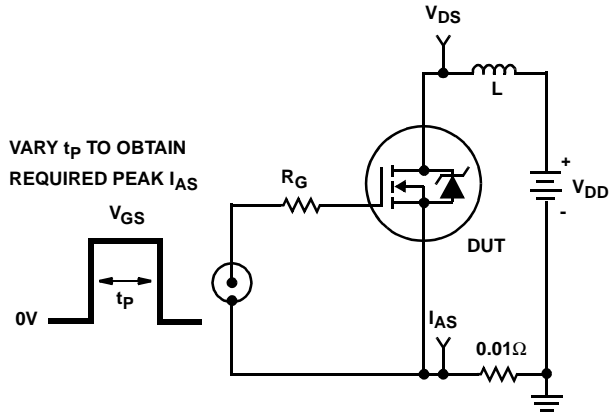 VDS
L
VARY tP TO OBTAIN
REQUIRED PEAK IAS
RG
+
VDD
-
VGS
DUT
tP
0V
IAS
0.01Ω